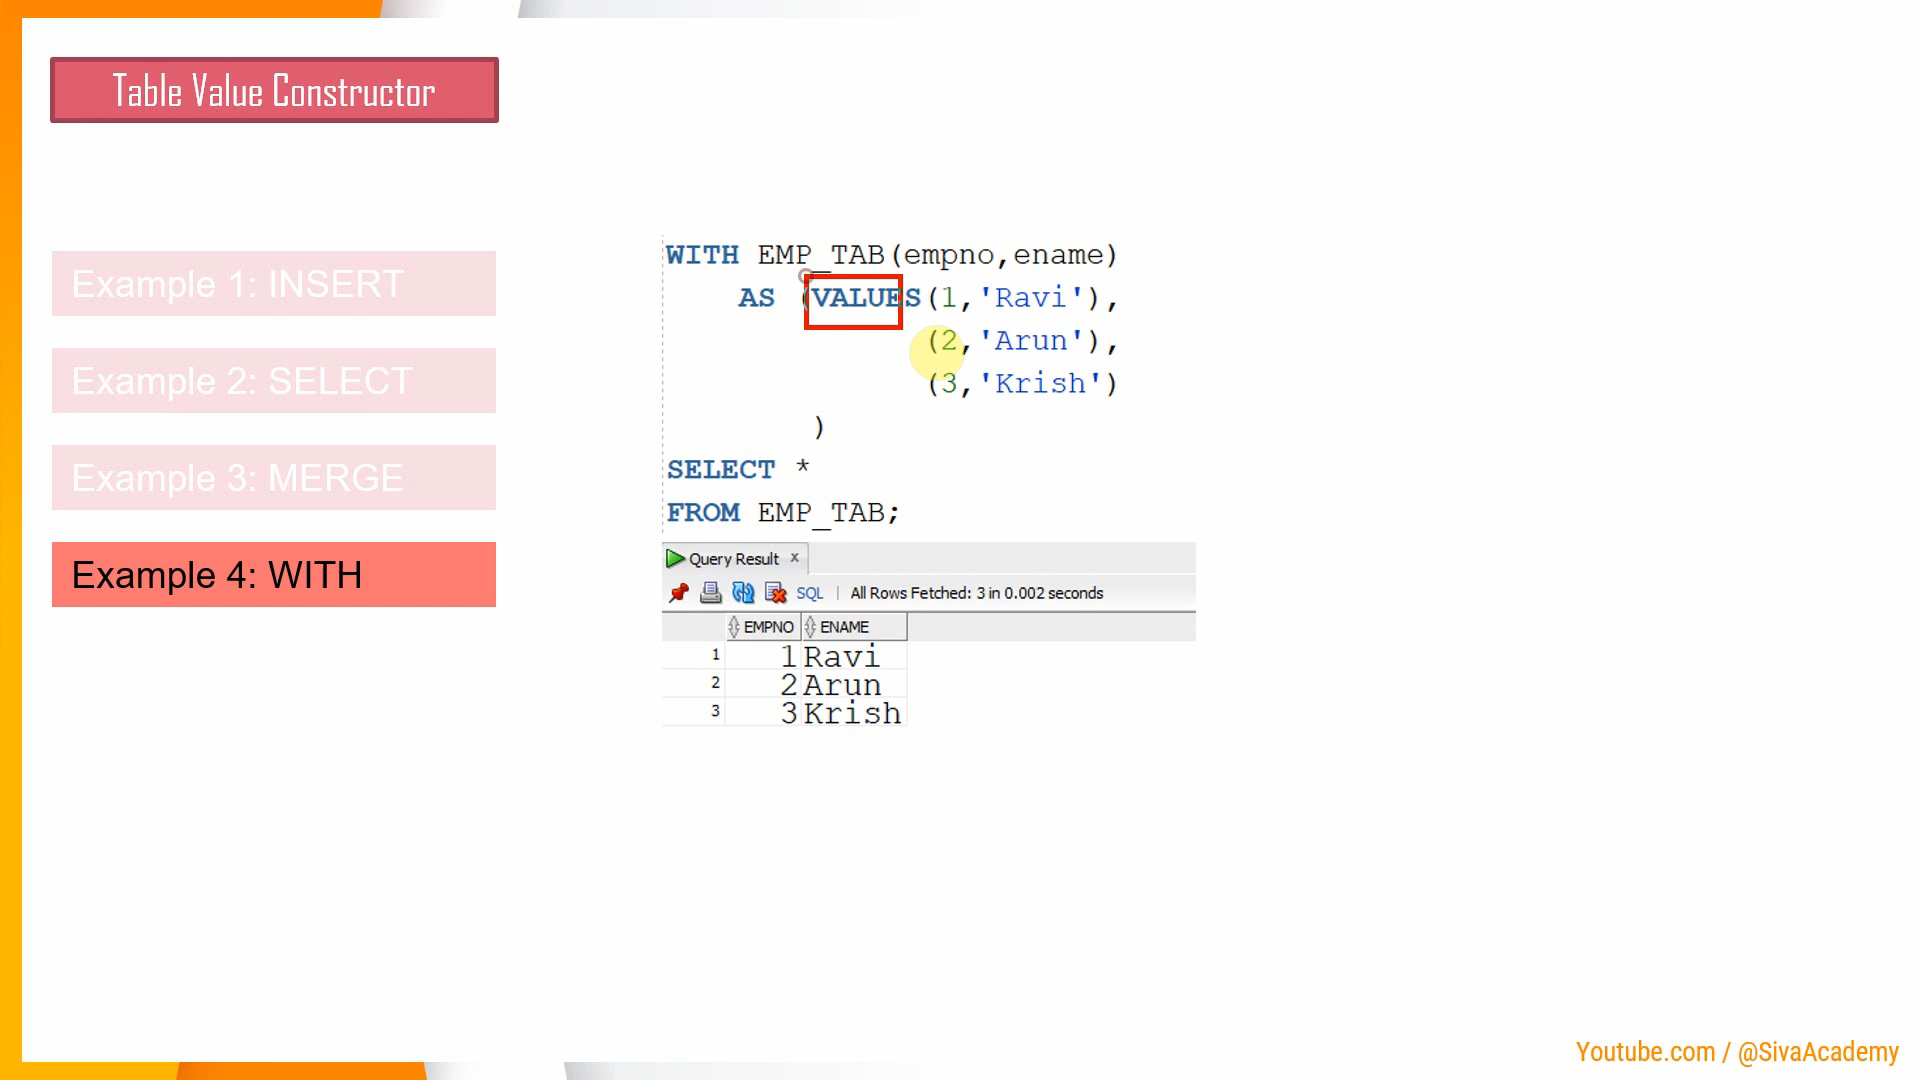 Table Value Constructor
Example 1: INSERT
Example 2: SELECT
Example 3: MERGE
Example 4: WITH
WITH EMP_TAB(empno,ename)
AS (VALUES(1,'Ravi'),
(2,'Arun'),
(3,'Krish')
)
SELECT *
FROM EMP_TAB;
Query Result x
SQL | All Rows Fetched: 3 in 0.002 seconds
EMPNO ENAME
1 1 Ravi
2 2 Arun
3 3 Krish
Youtube.com / @SivaAcademy